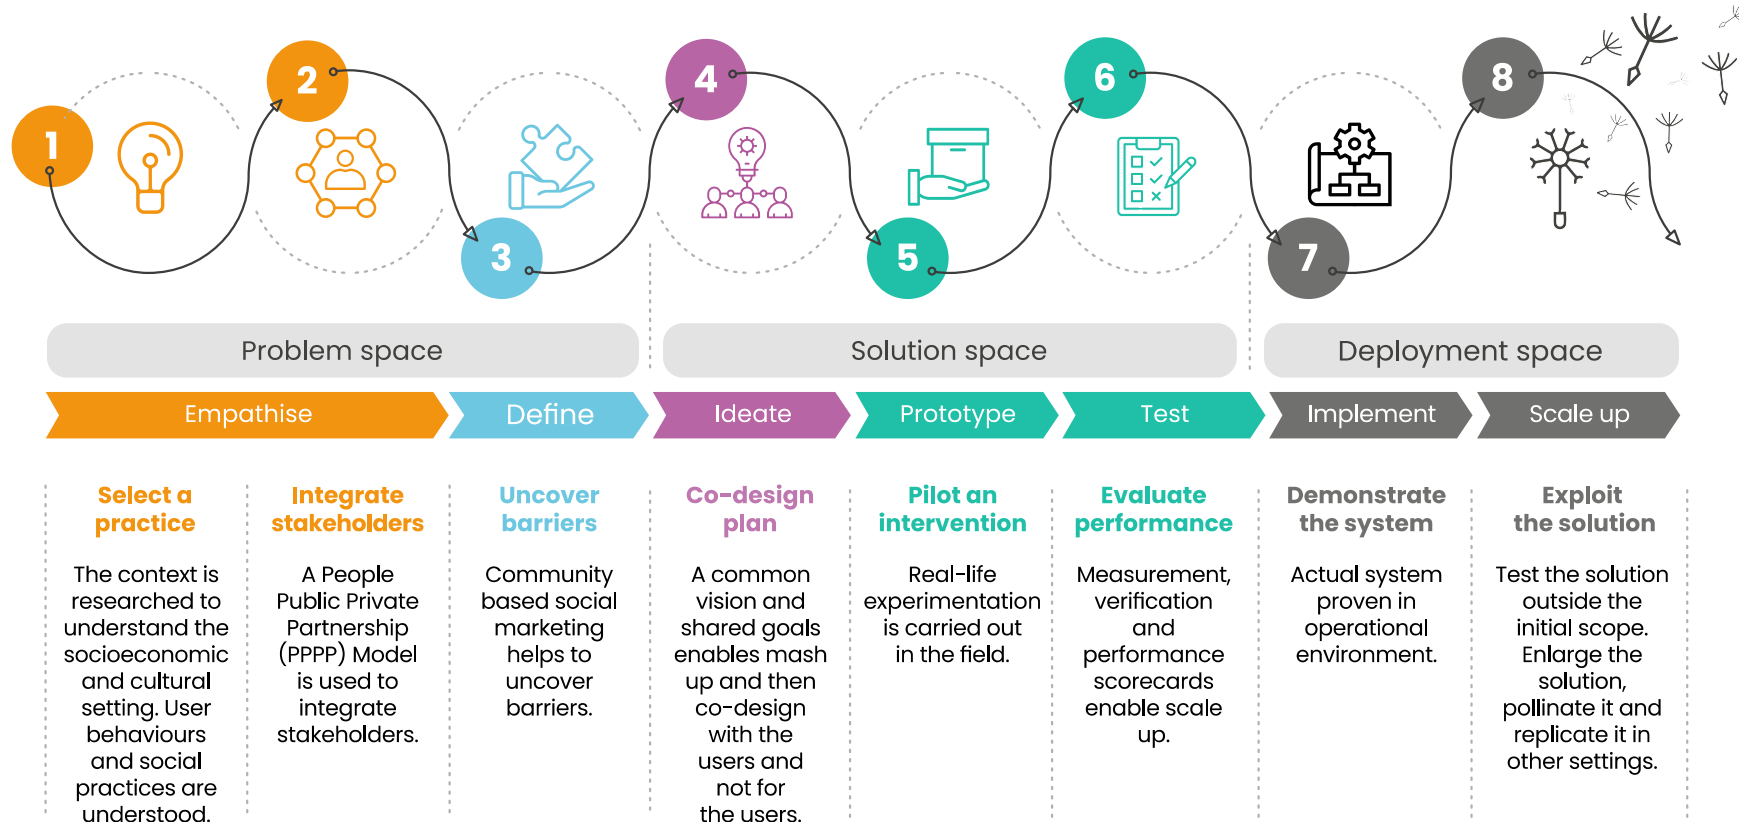 1
2
3
4
5
6
7
8
Problem space
Solution space
Deployment space
Empathise
Define
Ideate
Prototype
Test
Implement
Scale up
Select a
practice
The context is
researched to
understand the
socioeconomic
and cultural
setting. User
behaviours
and social
practices are
understood.
Integrate
stakeholders
A People
Public Private
Partnership
(PPPP) Model
is used to
integrate
stakeholders.
Uncover
barriers
Community
based social
marketing
helps to
uncover
barriers.
Co-design
plan
A common
vision and
shared goals
enables mash
up and then
co-design
with the
users and
not for
the users.
Pilot an
intervention
Real-life
experimentation
is carried out
in the field.
Evaluate
performance
Measurement,
verification
and
performance
scorecards
enable scale
up.
Demonstrate
the system
Actual system
proven in
operational
environment.
Exploit
the solution
Test the solution
outside the
initial scope.
Enlarge the
solution,
pollinate it and
replicate it in
other settings.